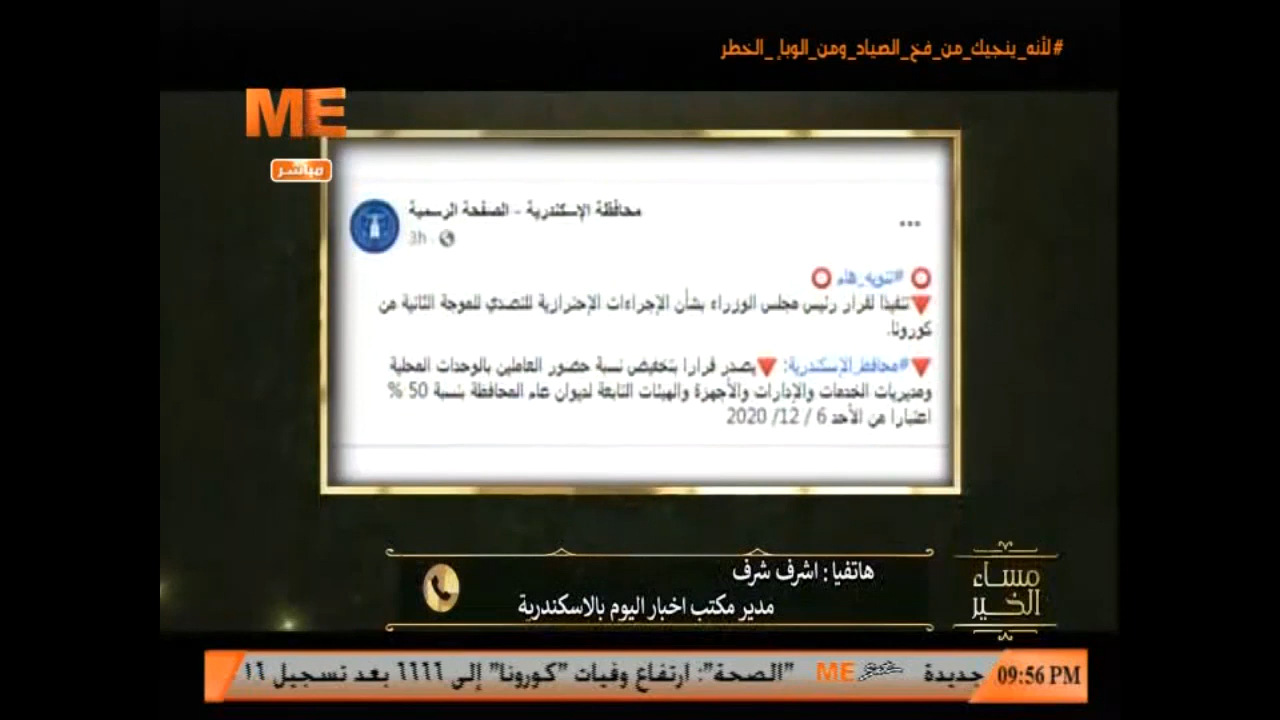 #لأنه_ينجيك_من_فخ_الصياد_ومن_الوبإ_الخطر
ME
مباشر
محافظة الإسكندرية - الصفحة الرسمية
3h
#تنويه_هام
تنفيذا لقرار رئيس مجلس الوزراء بشأن الإجراءات الإحترازية للتصدي للموجة الثانية من
كورونا.
#محافظ_الإسكندرية: يصدر قرارا بتخفيض نسبة حضور العاملين بالوحدات المحلية
ومديريات الخدمات والإدارات والأجهزة والهيئات التابعة لديوان عام المحافظة بنسبة 50 %
اعتبارا من الأحد 6 / 12/ 2020
هاتفيا : اشرف شرف
مدير مكتب اخبار اليوم بالاسكندرية
مساء
الخير
09:56 PM
جديدة ME "الصحة": ارتفاع وفيات "كورونا" إلى ٦٦٦٦ بعد تسجيل ١٦